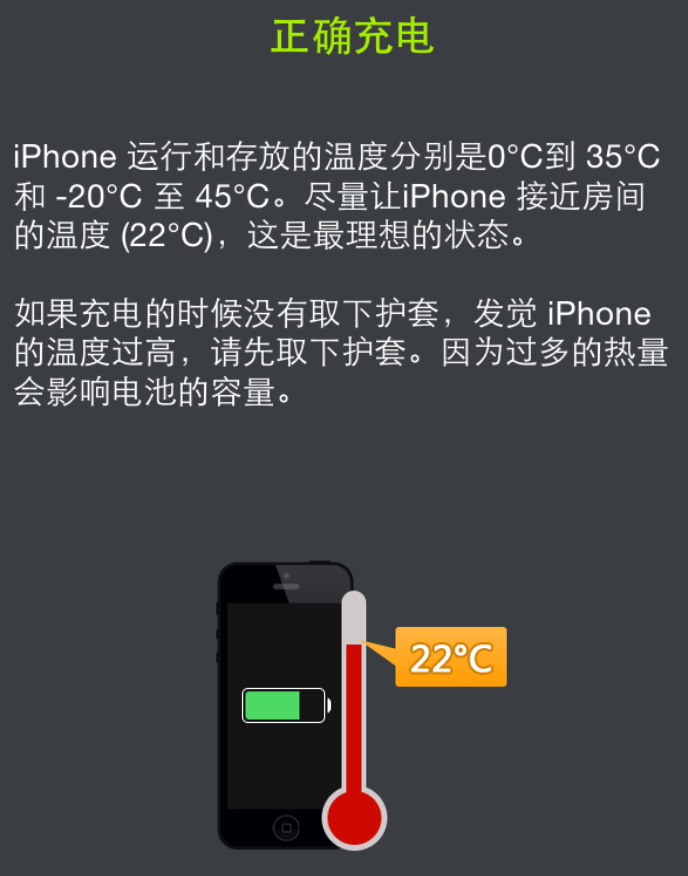 正确充电
iPhone 运行和存放的温度分别是0°C到 35°C
和 -20°C 至 45°C。尽量让iPhone 接近房间
的温度 (22°C)，这是最理想的状态。
如果充电的时候没有取下护套，发觉 iPhone
的温度过高，请先取下护套。因为过多的热量
会影响电池的容量。
22°C